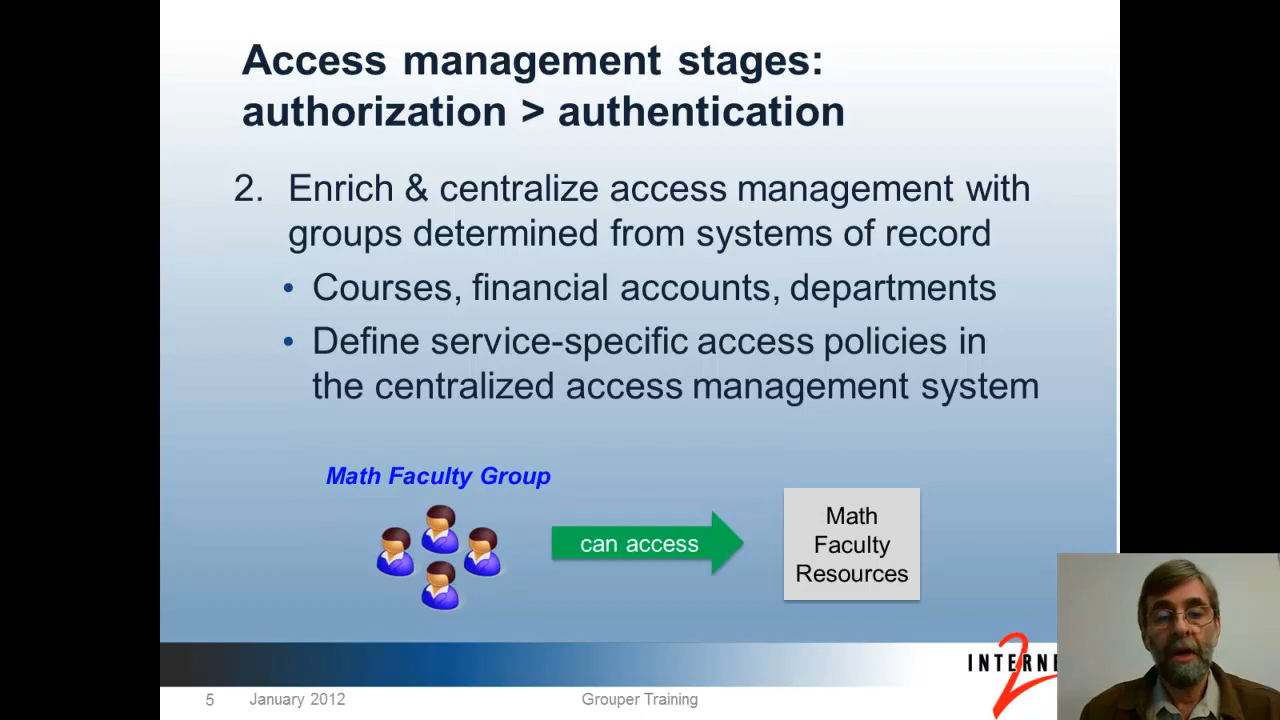 Access management stages:
authorization > authentication
2. Enrich & centralize access management with
groups determined from systems of record
• Courses, financial accounts, departments
• Define service-specific access policies in
the centralized access management system
Math Faculty Group
can access
Math
Faculty
Resources
INTERNE
2
5 January 2012 Grouper Training